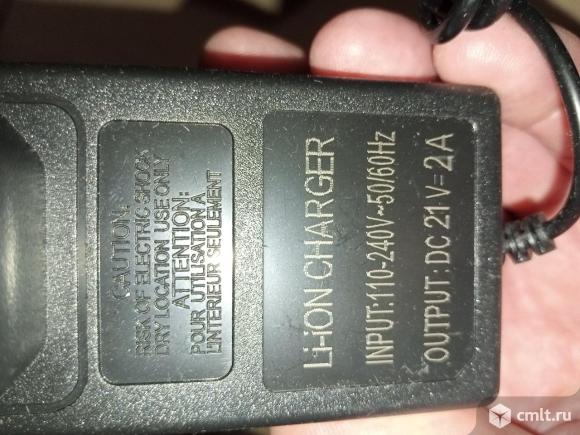 CAUTION:
RISK OF ELECTRIC SHOCK
DRY LOCATION USE ONLY
ATTENTION:
POUR UTILISATION A
L'INTERIEUR SEULEMENT
LI-ION CHARGER
INPUT:110-240V~50/60Hz
OUTPUT:DC 21 V=2A
cmlt.ru